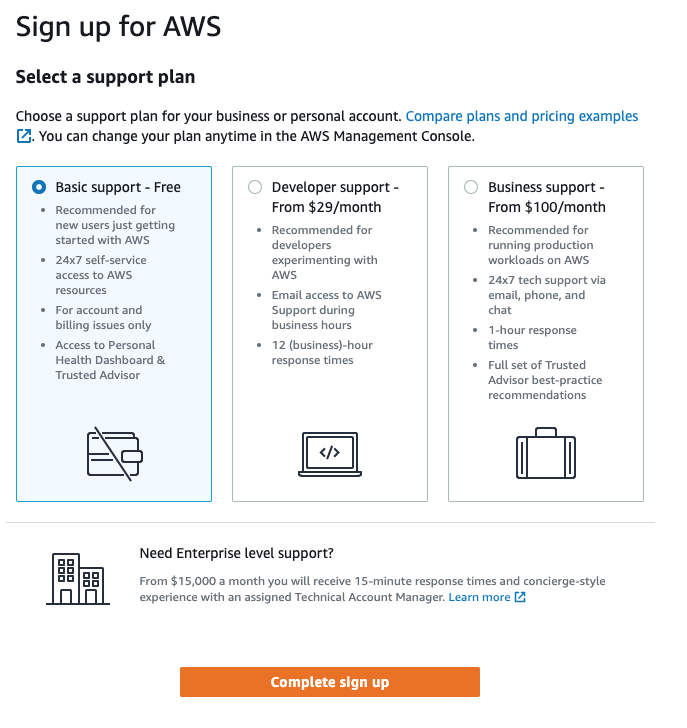 Sign up for AWS
Select a support plan
Choose a support plan for your business or personal account. Compare plans and pricing examples
. You can change your plan anytime in the AWS Management Console.
Basic support - Free
• Recommended for
new users just getting
started with AWS
• 24x7 self-service
access to AWS
resources
• For account and
billing issues only
• Access to Personal
Health Dashboard &
Trusted Advisor
Developer support -
From $29/month
• Recommended for
developers
experimenting with
AWS
• Email access to AWS
Support during
business hours
• 12 (business)-hour
response times
</>
Business support -
From $100/month
• Recommended for
running production
workloads on AWS
• 24x7 tech support via
email, phone, and
chat
• 1-hour response
times
• Full set of Trusted
Advisor best-practice
recommendations
Need Enterprise level support?
From $15,000 a month you will receive 15-minute response times and concierge-style
experience with an assigned Technical Account Manager. Learn more
Complete sign up